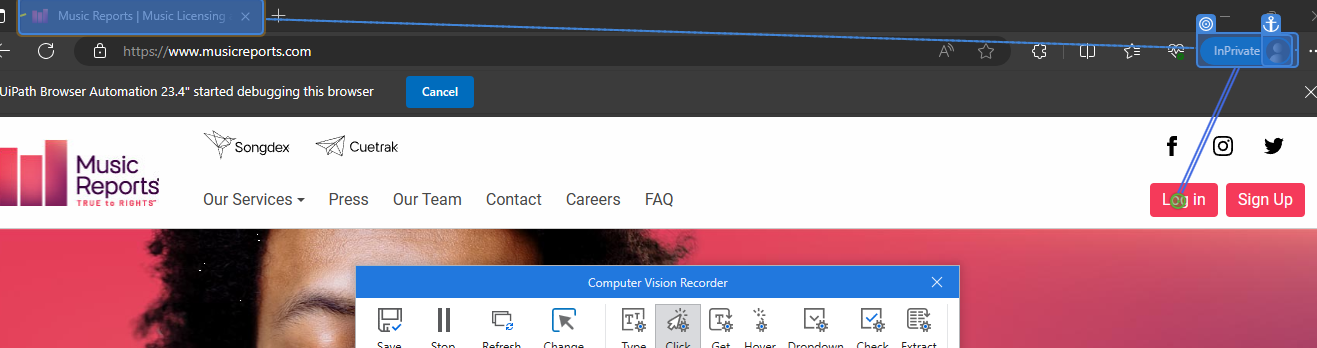 Music Reports | Music Licensing
https://www.musicreports.com
InPrivate
UiPath Browser Automation 23.4" started debugging this browser
Cancel
Songdex
Cuetrak
Music
Reports
TRUE to RIGHTS
Our Services
Press
Our Team
Contact
Careers
FAQ
Log in
Sign Up
Computer Vision Recorder
Save
Stop
Refresh
Change
Type
Click
Get
Hover
Dropdown
Check
Extract